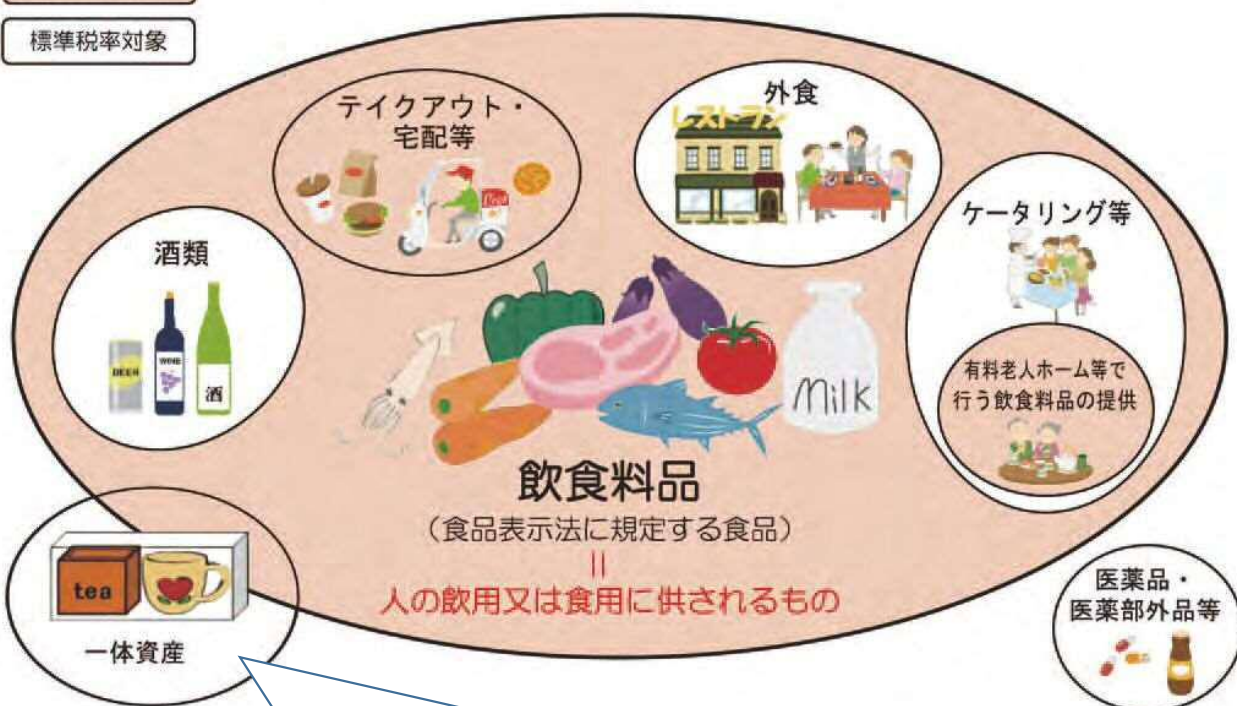 標準税率対象
テイクアウト・
宅配等
外食
レストラン
ケータリング等
酒類
BEER
WINE
酒
有料老人ホーム等で
行う飲食料品の提供
Milk
飲食料品
（食品表示法に規定する食品）
||
人の飲用又は食用に供されるもの
tea
一体資産
医薬品・
医薬部外品等